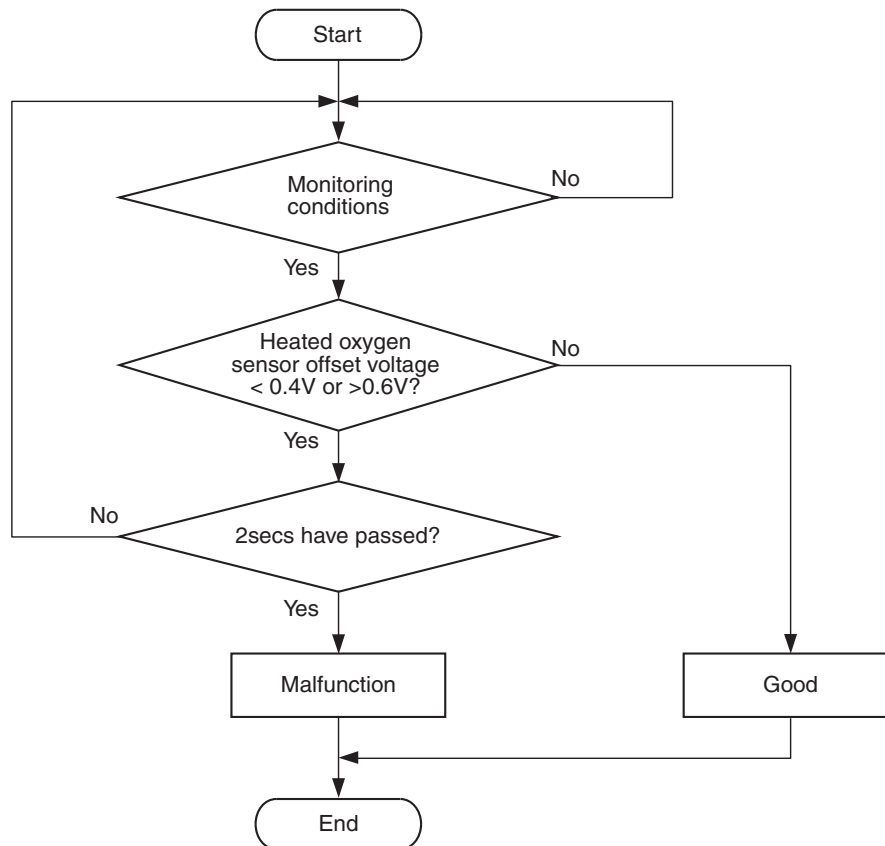 Start
Monitoring
conditions
No
Yes
Heated oxygen
sensor offset voltage
< 0.4V or >0.6V?
No
Yes
No
2secs have passed?
Yes
Malfunction
Good
End